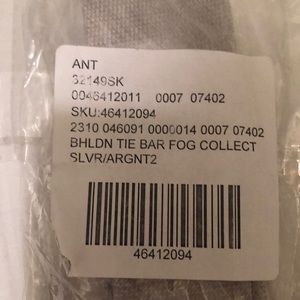 ANT
32149SK
0046412011 0007 07402
SKU:46412094
2310 046091 0000014 0007 07402
BHLDN TIE BAR FOG COLLECT
SLVR/ARGNT2
46412094